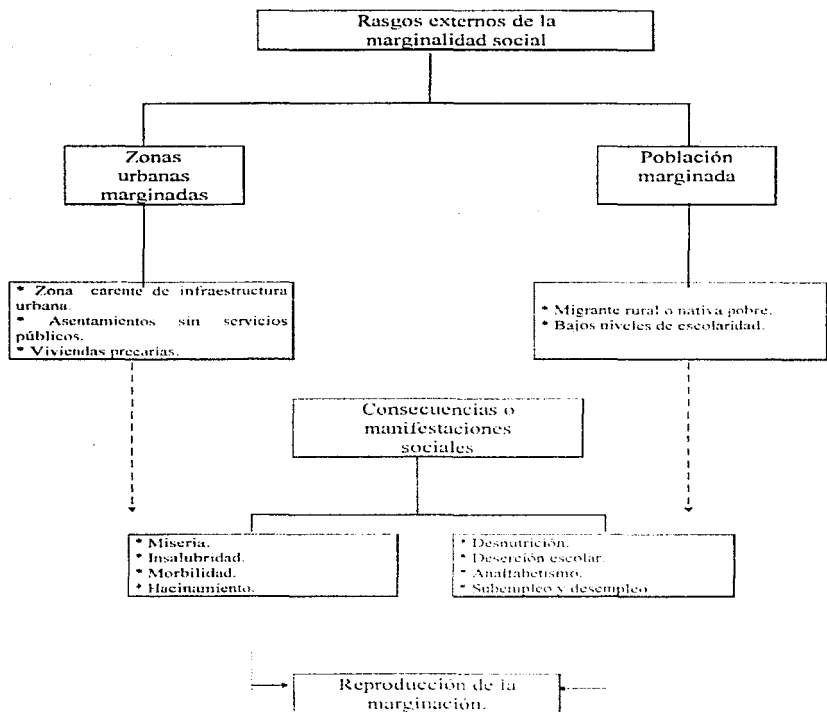 Rasgos externos de la
marginalidad social
Zonas
urbanas
marginadas
Población
marginada
* Zona carente de infraestructura
urbana.
* Asentamientos sin servicios
públicos.
* Viviendas precarias.
* Migrante rural o nativa pobre.
* Bajos niveles de escolaridad.
Consecuencias o
manifestaciones
sociales
* Miseria.
* Insalubridad.
* Morbilidad.
* Hacinamiento.
* Desnutrición.
* Deserción escolar.
* Analfabetismo.
* Subempleo y desempleo
Reproducción de la
marginación.